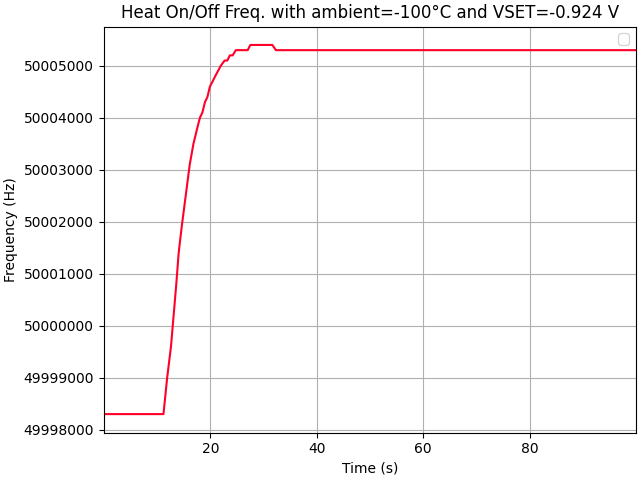 Heat On/Off Freq. with ambient=-100°C and VSET=-0.924 V
50005000
50004000
50003000
50002000
50001000
50000000
49999000
49998000
Frequency (Hz)
20 40 60 80
Time (s)